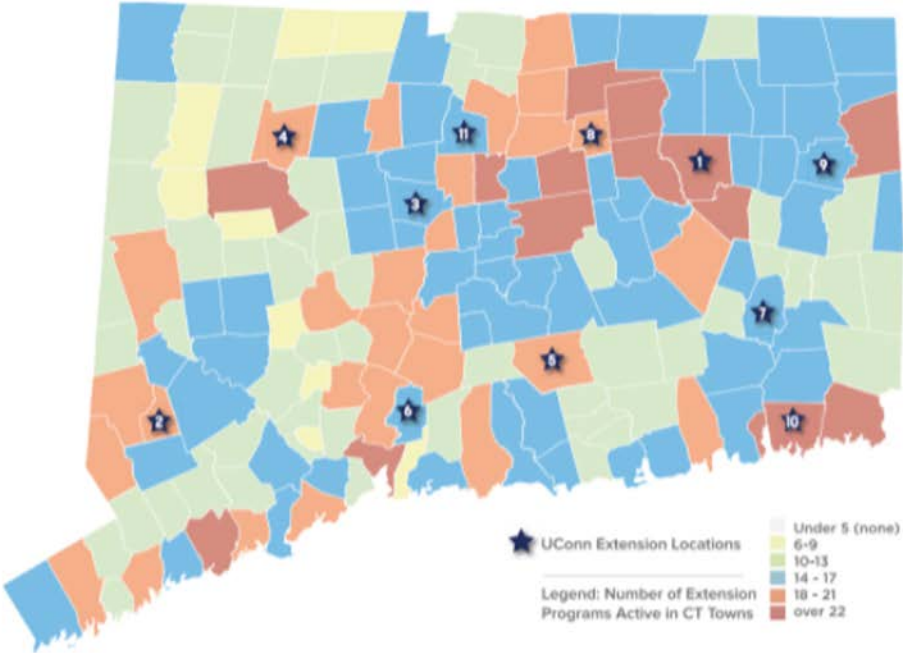 4
11
8
1
9
3
7
5
2
6
10
UConn Extension Locations
Legend: Number of Extension
Programs Active in CT Towns
Under 5 (none)
6-9
10-13
14 - 17
18 - 21
over 22